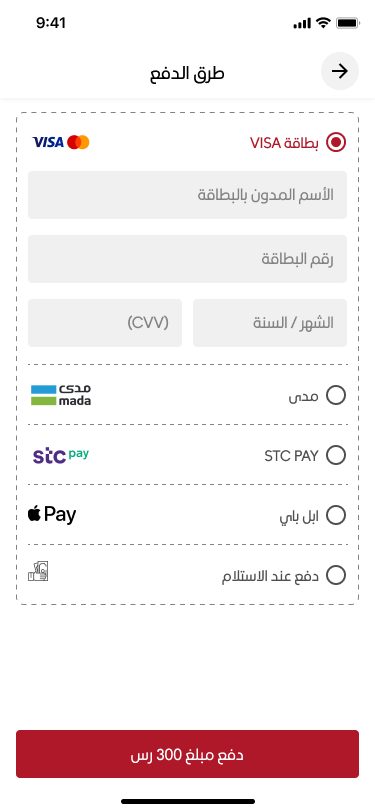 9:41
طرق الدفع
بطاقة VISA
VISA
الأسم المدون بالبطاقة
رقم البطاقة
الشهر / السنة
(CVV)
مدى
مدى
mada
STC PAY
stc pay
ابل باي
Pay
دفع عند الاستلام
دفع مبلغ 300 رس